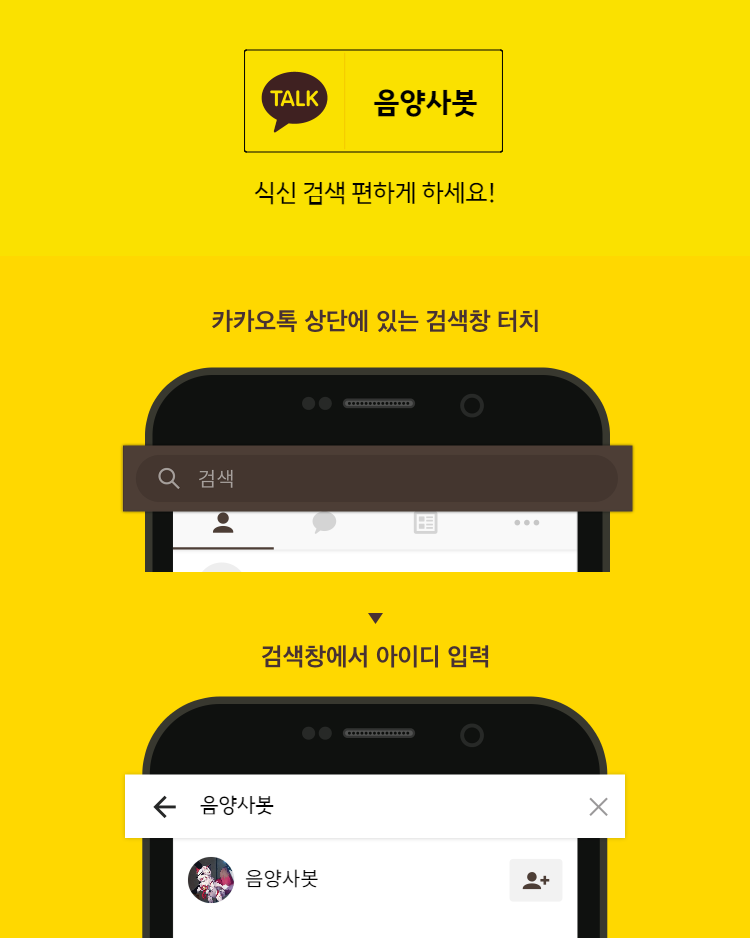 TALK
음양사봇
식신 검색 편하게 하세요!
카카오톡 상단에 있는 검색창 터치
검색
검색창에서 아이디 입력
음양사봇
음양사봇